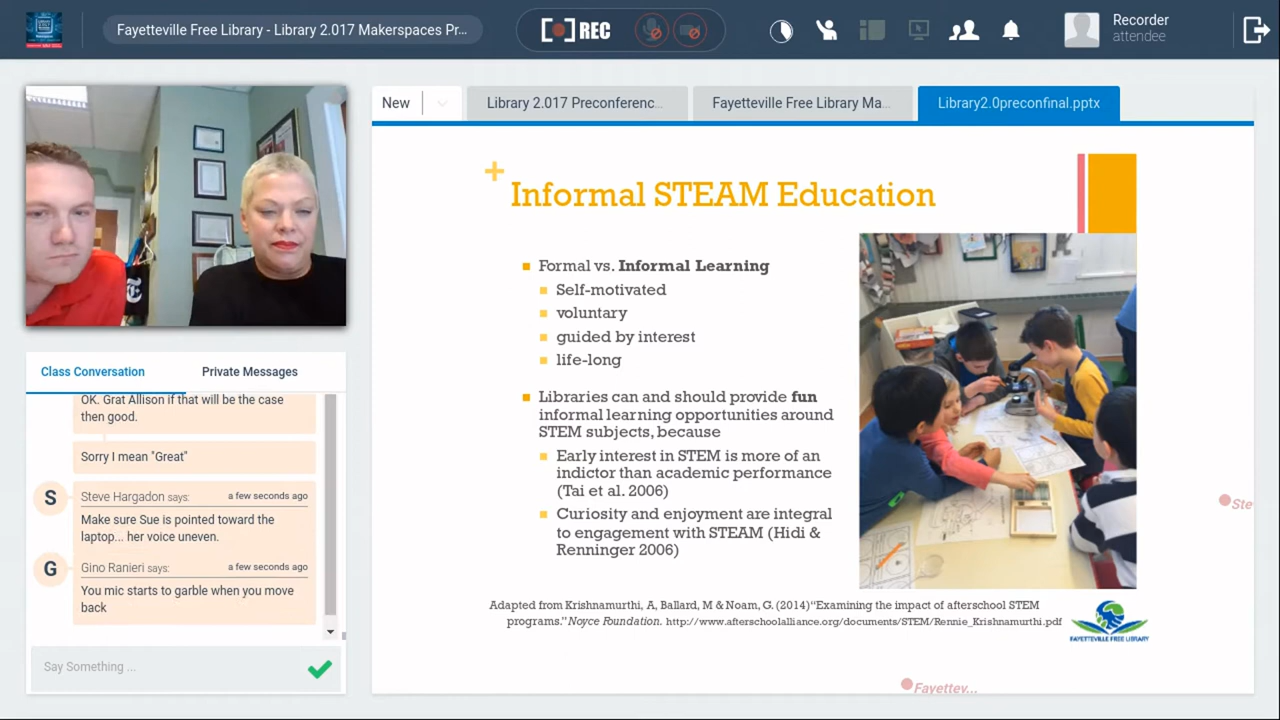 Fayetteville Free Library - Library 2.017 Makerspaces Pr...
REC
Recorder
attendee
New
Library 2.017 Preconferenc...
Fayetteville Free Library Ma...
Library2.0preconfinal.pptx
Class Conversation
Private Messages
OK. Grat Allison if that will be the case
then good.
Sorry I mean "Great"
S
Steve Hargadon says:
a few seconds ago
Make sure Sue is pointed toward the
laptop... her voice uneven.
G
Gino Ranieri says:
a few seconds ago
You mic starts to garble when you move
back
Say Something ...
+
Informal STEAM Education
Formal vs. Informal Learning
Self-motivated
voluntary
guided by interest
life-long
Libraries can and should provide fun
informal learning opportunities around
STEM subjects, because
Early interest in STEM is more of an
indictor than academic performance
(Tai et al. 2006)
Curiosity and enjoyment are integral
to engagement with STEAM (Hidi &
Renninger 2006)
Adapted from Krishnamurthi, A, Ballard, M & Noam, G. (2014) "Examining the impact of afterschool STEM
programs." Noyce Foundation. http://www.afterschoolalliance.org/documents/STEM/Rennie_Krishnamurthi.pdf
FAYETTEVILLE FREE LIBRARY
Ste
Fayettev...